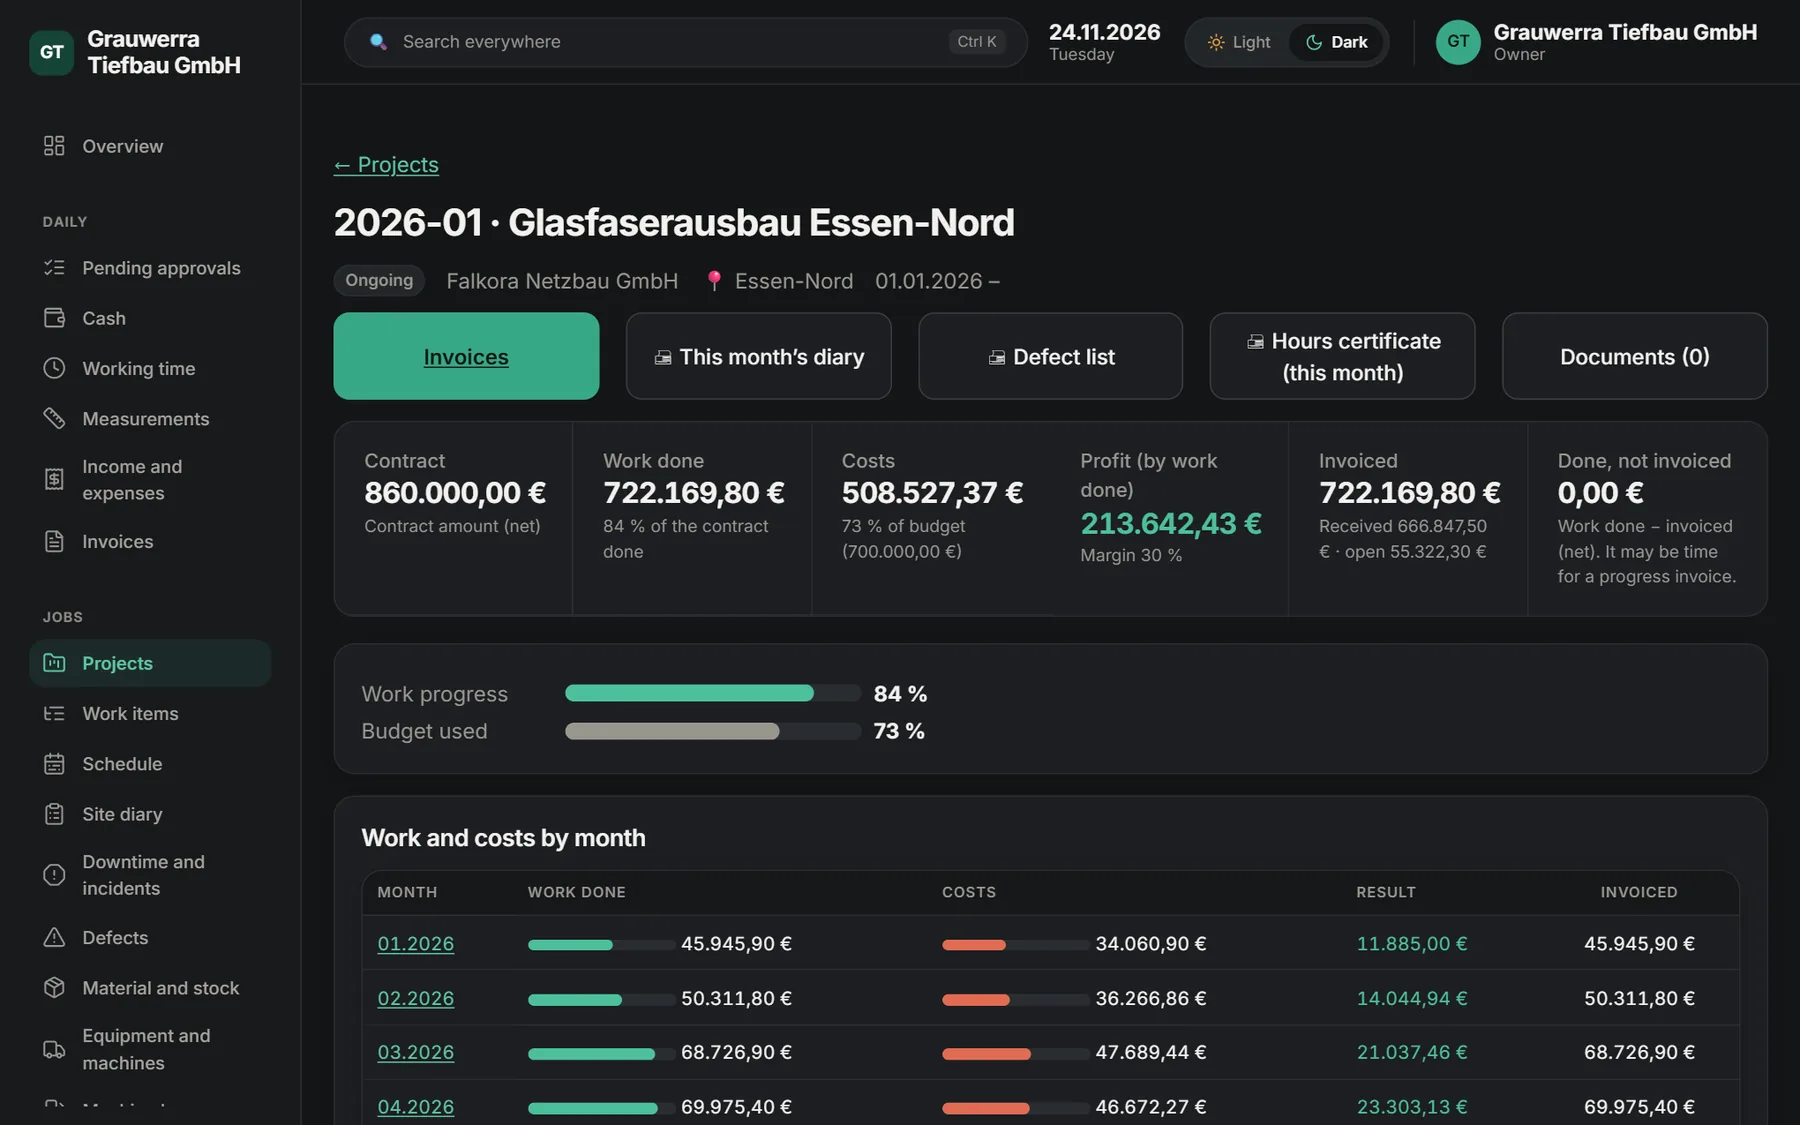 GT
Grauwerra
Tiefbau GmbH
Search everywhere
Ctrl K
24.11.2026
Tuesday
Light
Dark
GT
Grauwerra Tiefbau GmbH
Owner
Overview
DAILY
Pending approvals
Cash
Working time
Measurements
Income and
expenses
Invoices
JOBS
Projects
Work items
Schedule
Site diary
Downtime and
incidents
Defects
Material and stock
Equipment and
machines
← Projects
2026-01 · Glasfaserausbau Essen-Nord
Ongoing
Falkora Netzbau GmbH
Essen-Nord
01.01.2026 –
Invoices
This month’s diary
Defect list
Hours certificate
(this month)
Documents (0)
Contract
860.000,00 €
Contract amount (net)
Work done
722.169,80 €
84 % of the contract
done
Costs
508.527,37 €
73 % of budget
(700.000,00 €)
Profit (by work
done)
213.642,43 €
Margin 30 %
Invoiced
722.169,80 €
Received 666.847,50
€ · open 55.322,30 €
Done, not invoiced
0,00 €
Work done − invoiced
(net). It may be time
for a progress invoice.
Work progress 84 %
Budget used 73 %
Work and costs by month
MONTH WORK DONE COSTS RESULT INVOICED
01.2026 45.945,90 € 34.060,90 € 11.885,00 € 45.945,90 €
02.2026 50.311,80 € 36.266,86 € 14.044,94 € 50.311,80 €
03.2026 68.726,90 € 47.689,44 € 21.037,46 € 68.726,90 €
04.2026 69.975,40 € 46.672,27 € 23.303,13 € 69.975,40 €